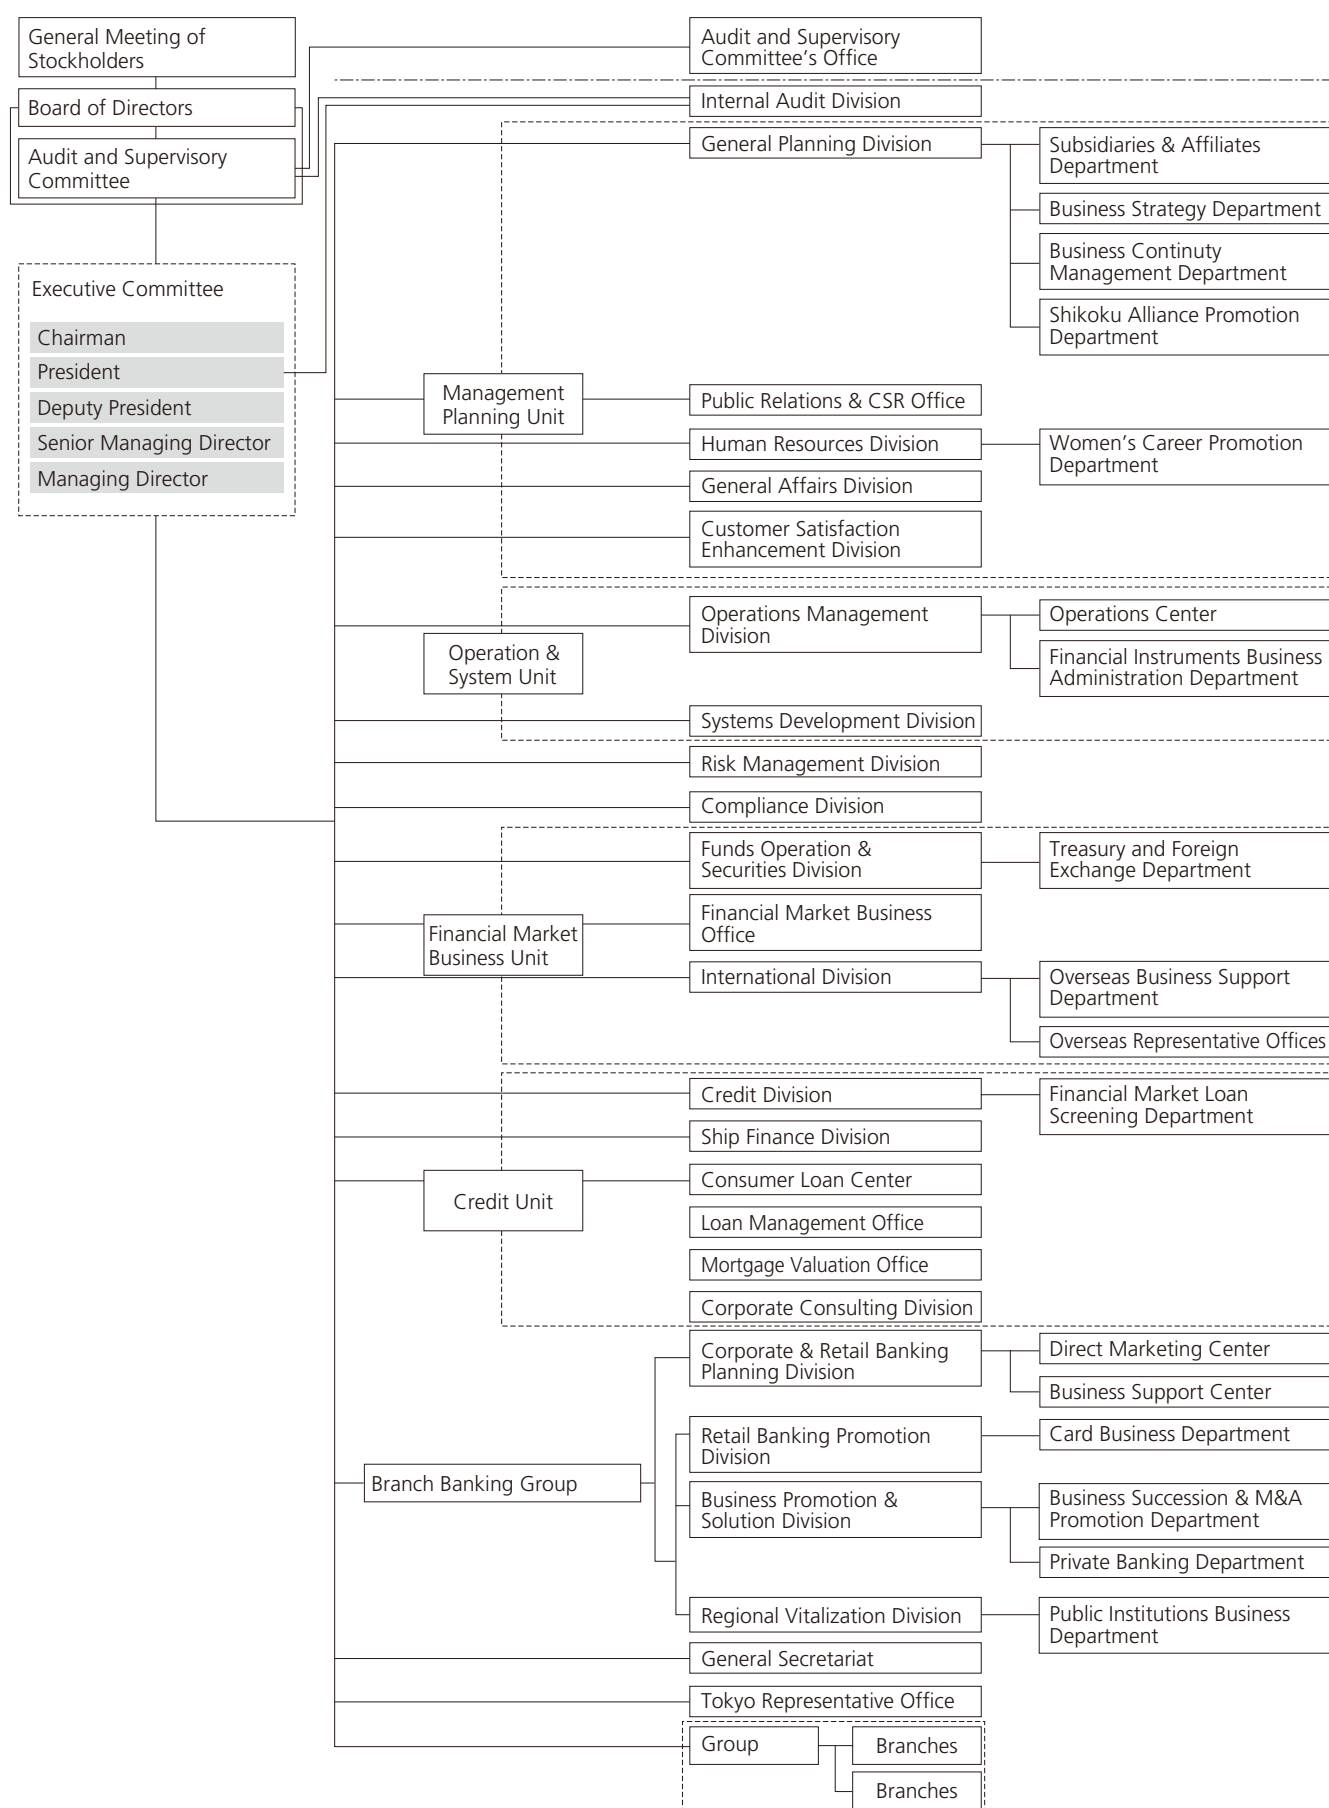 General Meeting of
Stockholders
Board of Directors
Audit and Supervisory
Committee
Executive Committee
Chairman
President
Deputy President
Senior Managing Director
Managing Director
Audit and Supervisory
Committee's Office
Internal Audit Division
General Planning Division
Subsidiaries & Affiliates
Department
Business Strategy Department
Business Continuty
Management Department
Shikoku Alliance Promotion
Department
Management
Planning Unit
Public Relations & CSR Office
Human Resources Division
Women's Career Promotion
Department
General Affairs Division
Customer Satisfaction
Enhancement Division
Operation &
System Unit
Operations Management
Division
Operations Center
Financial Instruments Business
Administration Department
Systems Development Division
Risk Management Division
Compliance Division
Financial Market
Business Unit
Funds Operation &
Securities Division
Treasury and Foreign
Exchange Department
Financial Market Business
Office
International Division
Overseas Business Support
Department
Overseas Representative Offices
Credit Unit
Credit Division
Financial Market Loan
Screening Department
Ship Finance Division
Consumer Loan Center
Loan Management Office
Mortgage Valuation Office
Corporate Consulting Division
Branch Banking Group
Corporate & Retail Banking
Planning Division
Direct Marketing Center
Business Support Center
Retail Banking Promotion
Division
Card Business Department
Business Promotion &
Solution Division
Business Succession & M&A
Promotion Department
Private Banking Department
Regional Vitalization Division
Public Institutions Business
Department
General Secretariat
Tokyo Representative Office
Group
Branches
Branches